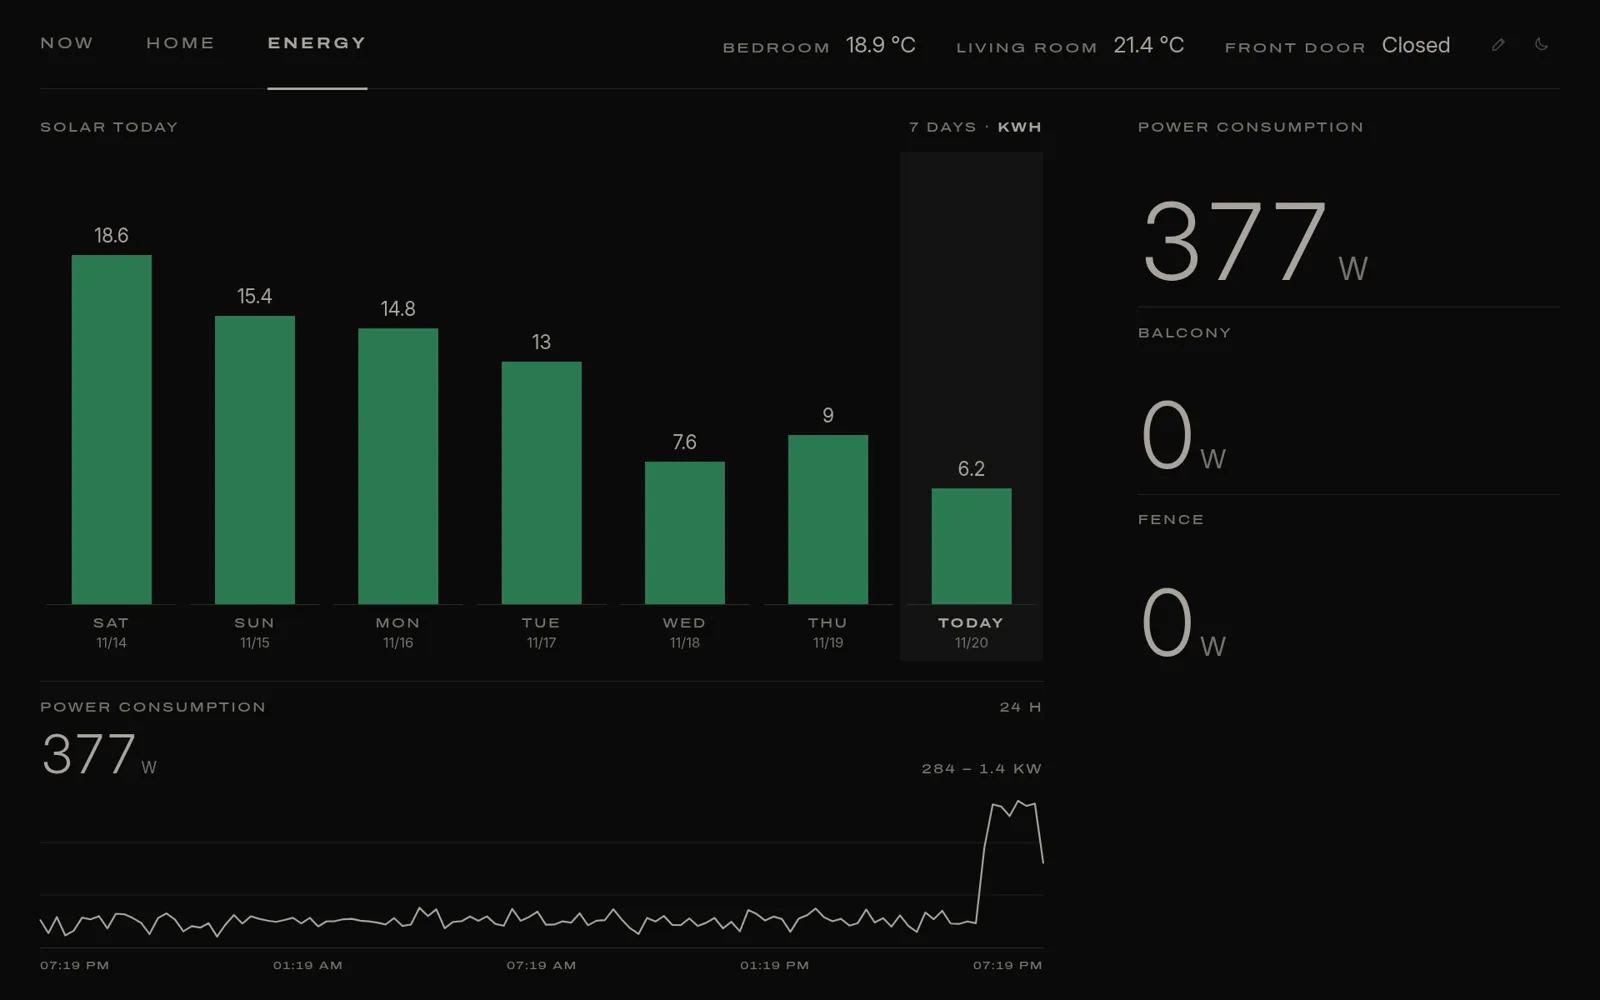 NOW HOME ENERGY BEDROOM 18.9 °C LIVING ROOM 21.4 °C FRONT DOOR Closed
SOLAR TODAY 7 DAYS · KWH
18.6
15.4
14.8
13
7.6
9
6.2
SAT SUN MON TUE WED THU TODAY
11/14 11/15 11/16 11/17 11/18 11/19 11/20
POWER CONSUMPTION 24 H
377 W
284 – 1.4 KW
07:19 PM 01:19 AM 07:19 AM 01:19 PM 07:19 PM
POWER CONSUMPTION
377 W
BALCONY
0 W
FENCE
0 W